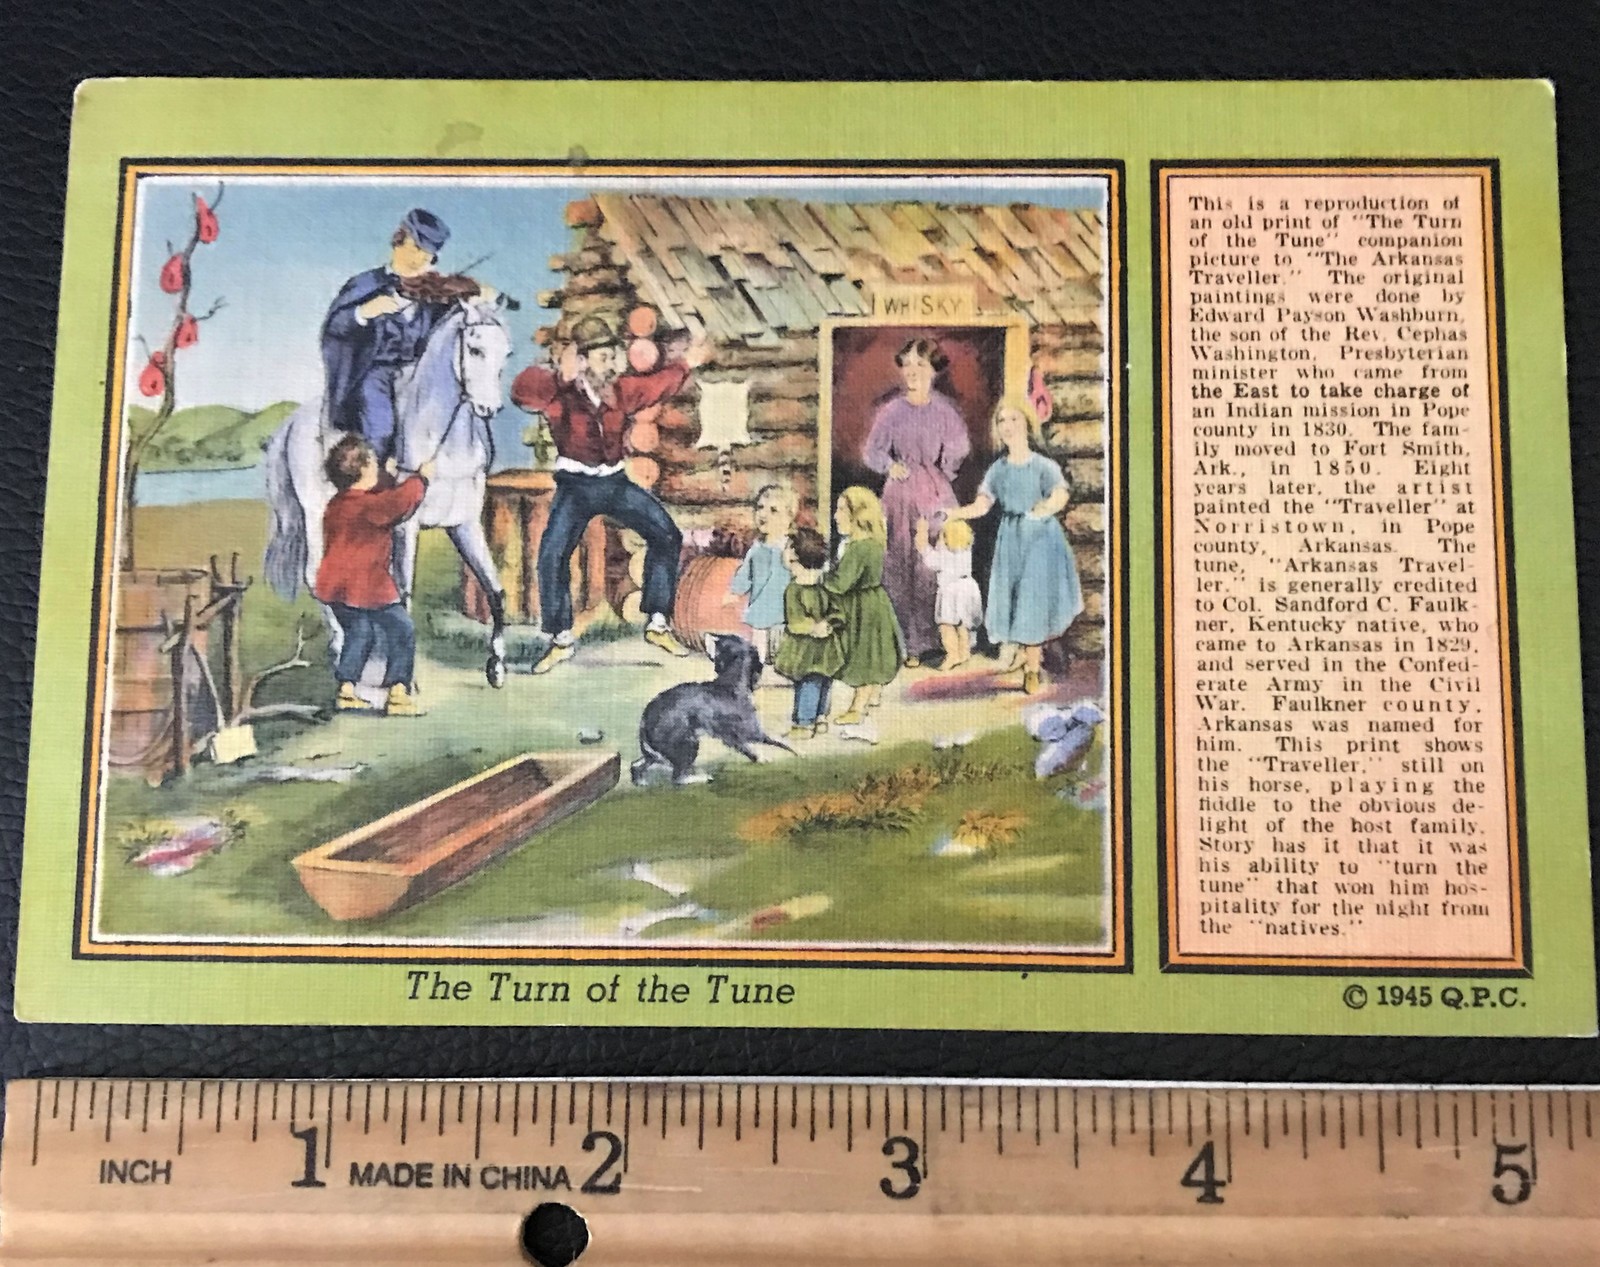 WHISKY
This is a reproduction of
an old print of "The Turn
of the Tune" companion
picture to "The Arkansas
Traveller." The original
paintings were done by
Edward Payson Washburn,
the son of the Rev. Cephas
Washington, Presbyterian
minister who came from
the East to take charge of
an Indian mission in Pope
county in 1830. The fam-
ily moved to Fort Smith,
Ark., in 1850. Eight
years later, the artist
painted the "Traveller" at
Norristown, in Pope
county, Arkansas. The
tune, "Arkansas Travel-
ler," is generally credited
to Col. Sandford C. Faulk-
ner, Kentucky native, who
came to Arkansas in 1829,
and served in the Confed-
erate Army in the Civil
War. Faulkner county,
Arkansas was named for
him. This print shows
the "Traveller," still on
his horse, playing the
fiddle to the obvious de-
light of the host family.
Story has it that it was
his ability to "turn the
tune" that won him hos-
pitality for the night from
the "natives."
The Turn of the Tune
© 1945 Q.P.C.
1 2 3 4 5
INCH MADE IN CHINA